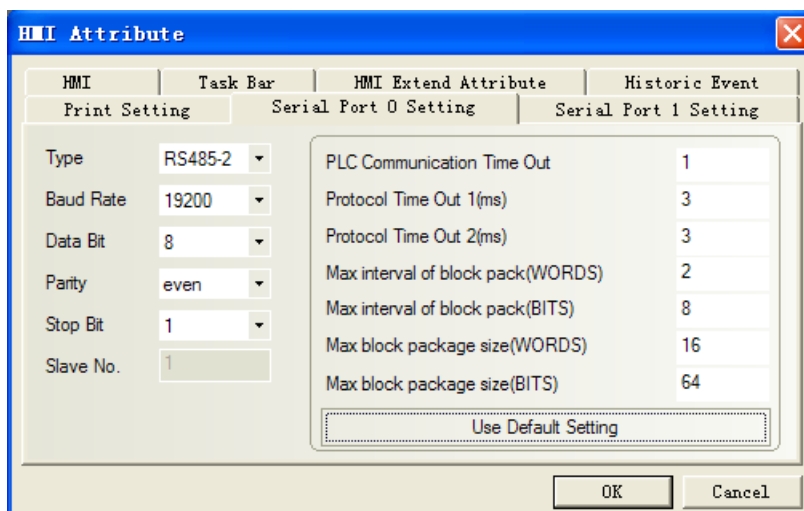 HMI Attribute
HMI Task Bar HMI Extend Attribute Historic Event
Print Setting Serial Port 0 Setting Serial Port 1 Setting
Type RS485-2
Baud Rate 19200
Data Bit 8
Parity even
Stop Bit 1
Slave No. 1
PLC Communication Time Out 1
Protocol Time Out 1(ms) 3
Protocol Time Out 2(ms) 3
Max interval of block pack(WORDS) 2
Max interval of block pack(BITS) 8
Max block package size(WORDS) 16
Max block package size(BITS) 64
Use Default Setting
OK Cancel